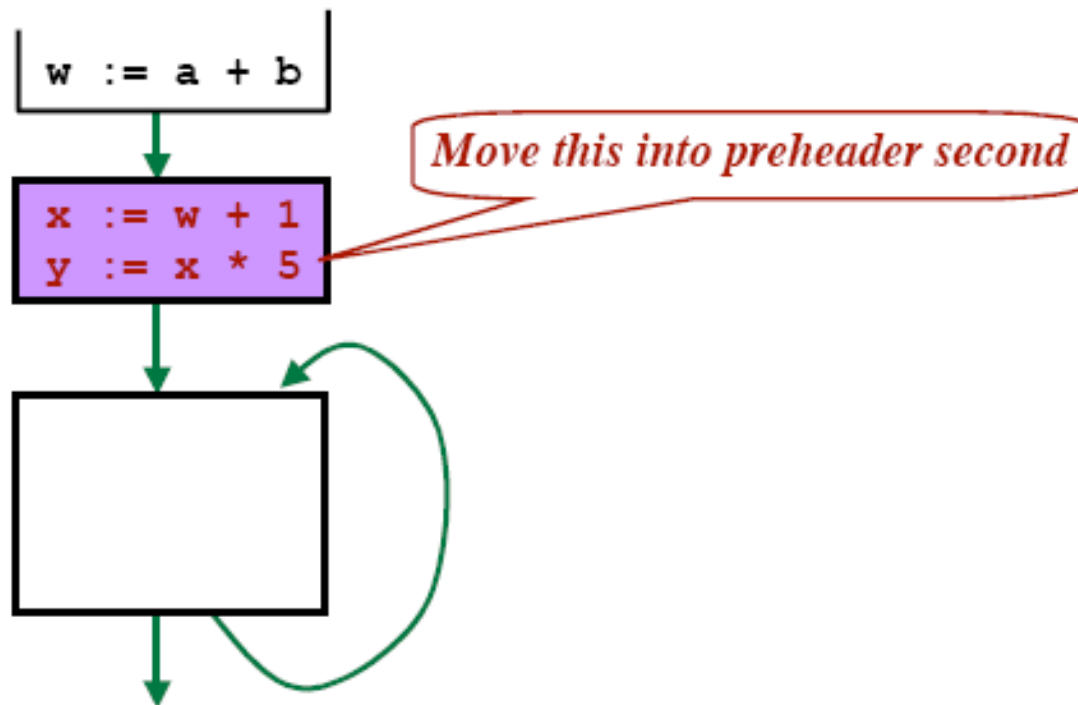 w := a + b
Move this into preheader second
x := w + 1
y := x * 5